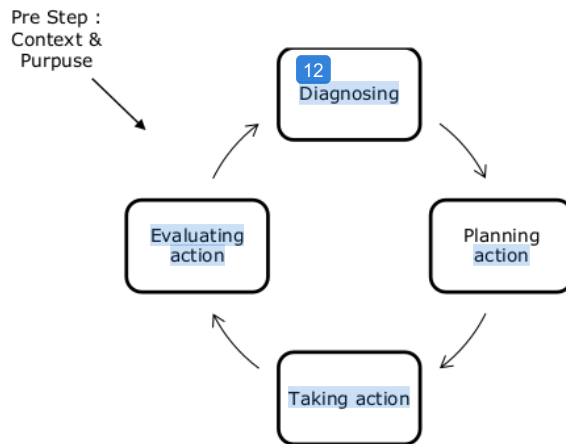 Pre Step :
Context &
Purpuse
12
Diagnosing
Evaluating
action
Planning
action
Taking action